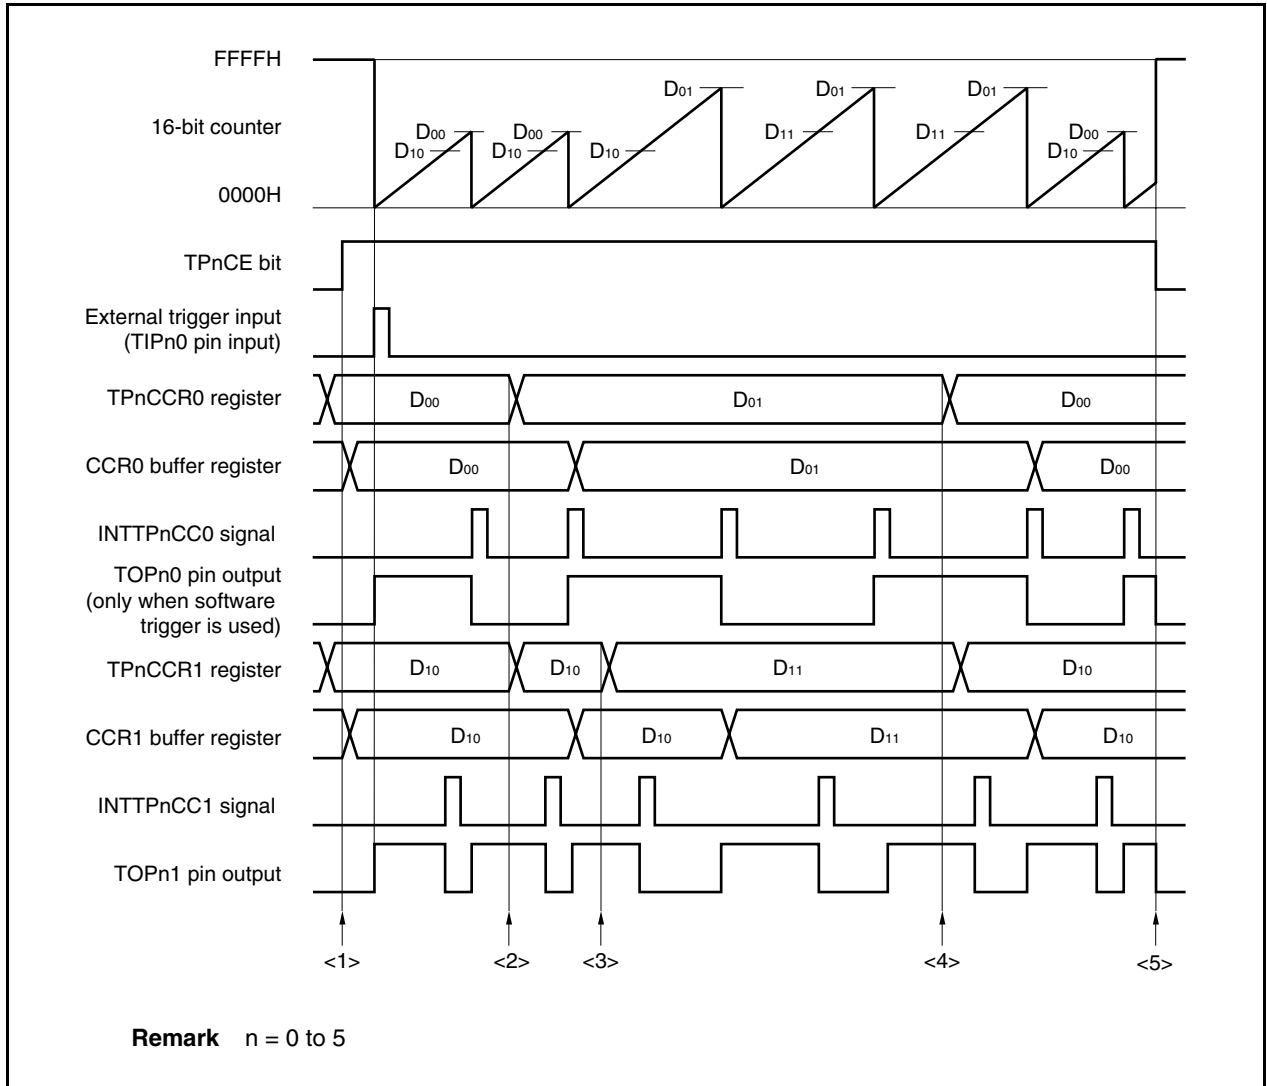 FFFFH
16-bit counter
0000H
D00 D00 D01 D01 D01 D00
D10 D10 D10 D11 D11 D10
TPnCE bit
External trigger input
(TIPn0 pin input)
TPnCCR0 register D00 D01 D00
CCR0 buffer register D00 D01 D00
INTTPnCC0 signal
TOPn0 pin output
(only when software
trigger is used)
TPnCCR1 register D10 D10 D11 D10
CCR1 buffer register D10 D10 D11 D10
INTTPnCC1 signal
TOPn1 pin output
<1> <2> <3> <4> <5>
Remark n = 0 to 5